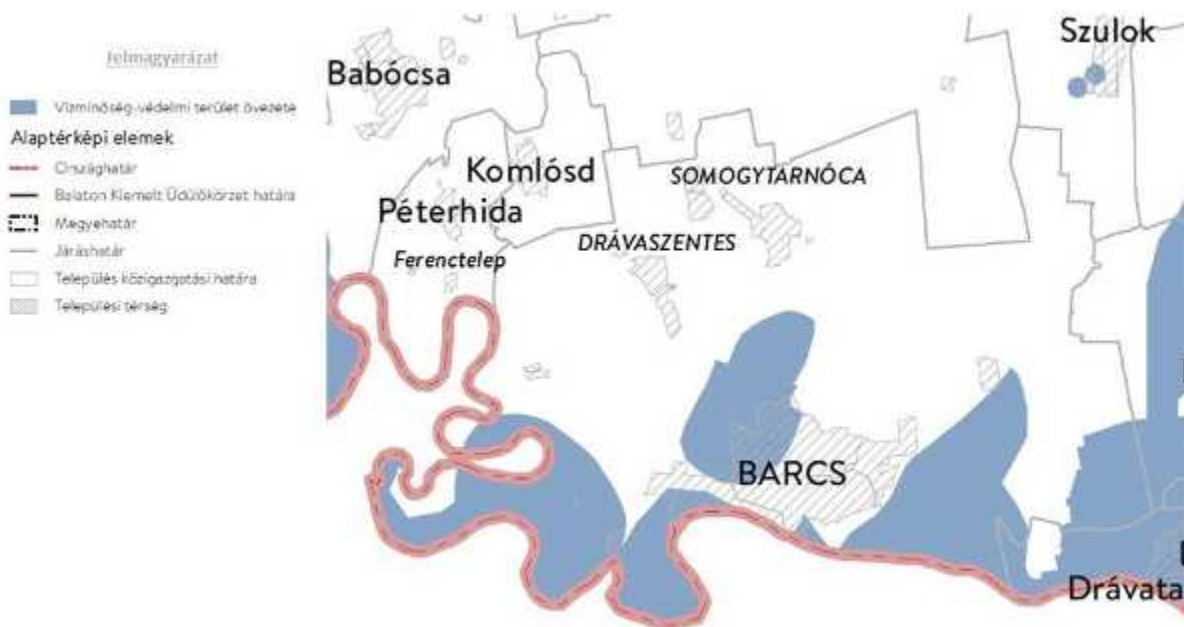 Jelmagyarázat
Vízminőség-védelmi terület övezete
Alaptérképi elemek
Országhatár
Balaton Kiemelt Üdülőkörzet határa
Megyehatár
Járáshatár
Település közigazgatási határa
Települési térség
Szulok
Babócsa
Komlósd
SOMOGYTARNÓCA
Péterhida
DRÁVASZENTES
Ferenctelep
BARCS
Drávata